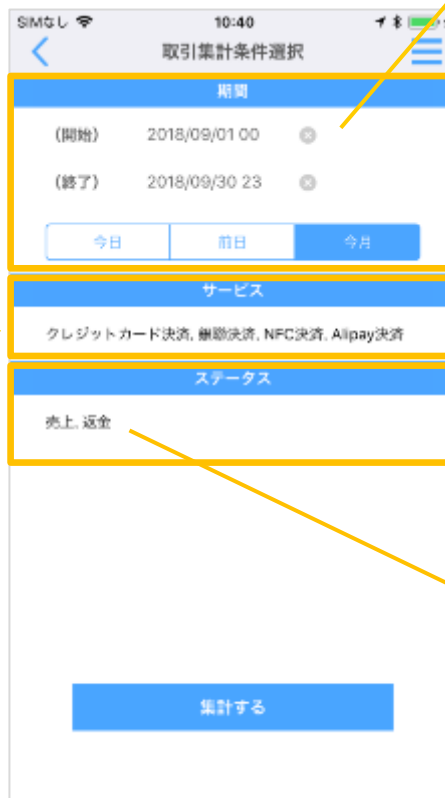 SIMなし 10:40
取引集計条件選択
期間
(開始) 2018/09/01 00
(終了) 2018/09/30 23
今日 前日 今月
サービス
クレジットカード決済, 銀聯決済, NFC決済, Alipay決済
ステータス
売上, 返金
集計する